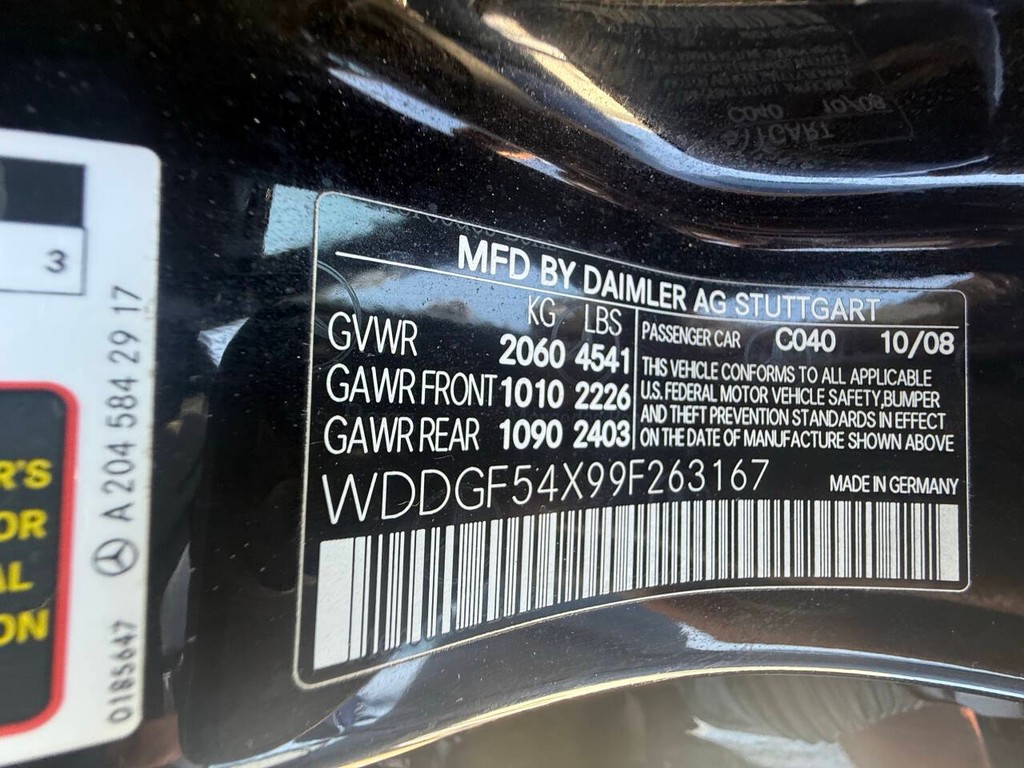 MFD BY DAIMLER AG STUTTGART
KG LBS
GVWR 2060 4541
GAWR FRONT 1010 2226
GAWR REAR 1090 2403
PASSENGER CAR C040 10/08
THIS VEHICLE CONFORMS TO ALL APPLICABLE
U.S. FEDERAL MOTOR VEHICLE SAFETY,BUMPER
AND THEFT PREVENTION STANDARDS IN EFFECT
ON THE DATE OF MANUFACTURE SHOWN ABOVE
WDDGF54X99F263167
MADE IN GERMANY
3
R'S
OR
AL
ON
A 204 584 29 17
0185647
C040 10/08